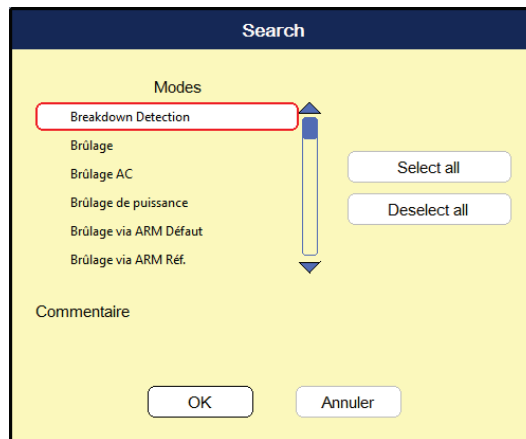 Search
Modes
Breakdown Detection
Brûlage
Brûlage AC
Brûlage de puissance
Brûlage via ARM Défaut
Brûlage via ARM Réf.
Select all
Deselect all
Commentaire
OK
Annuler